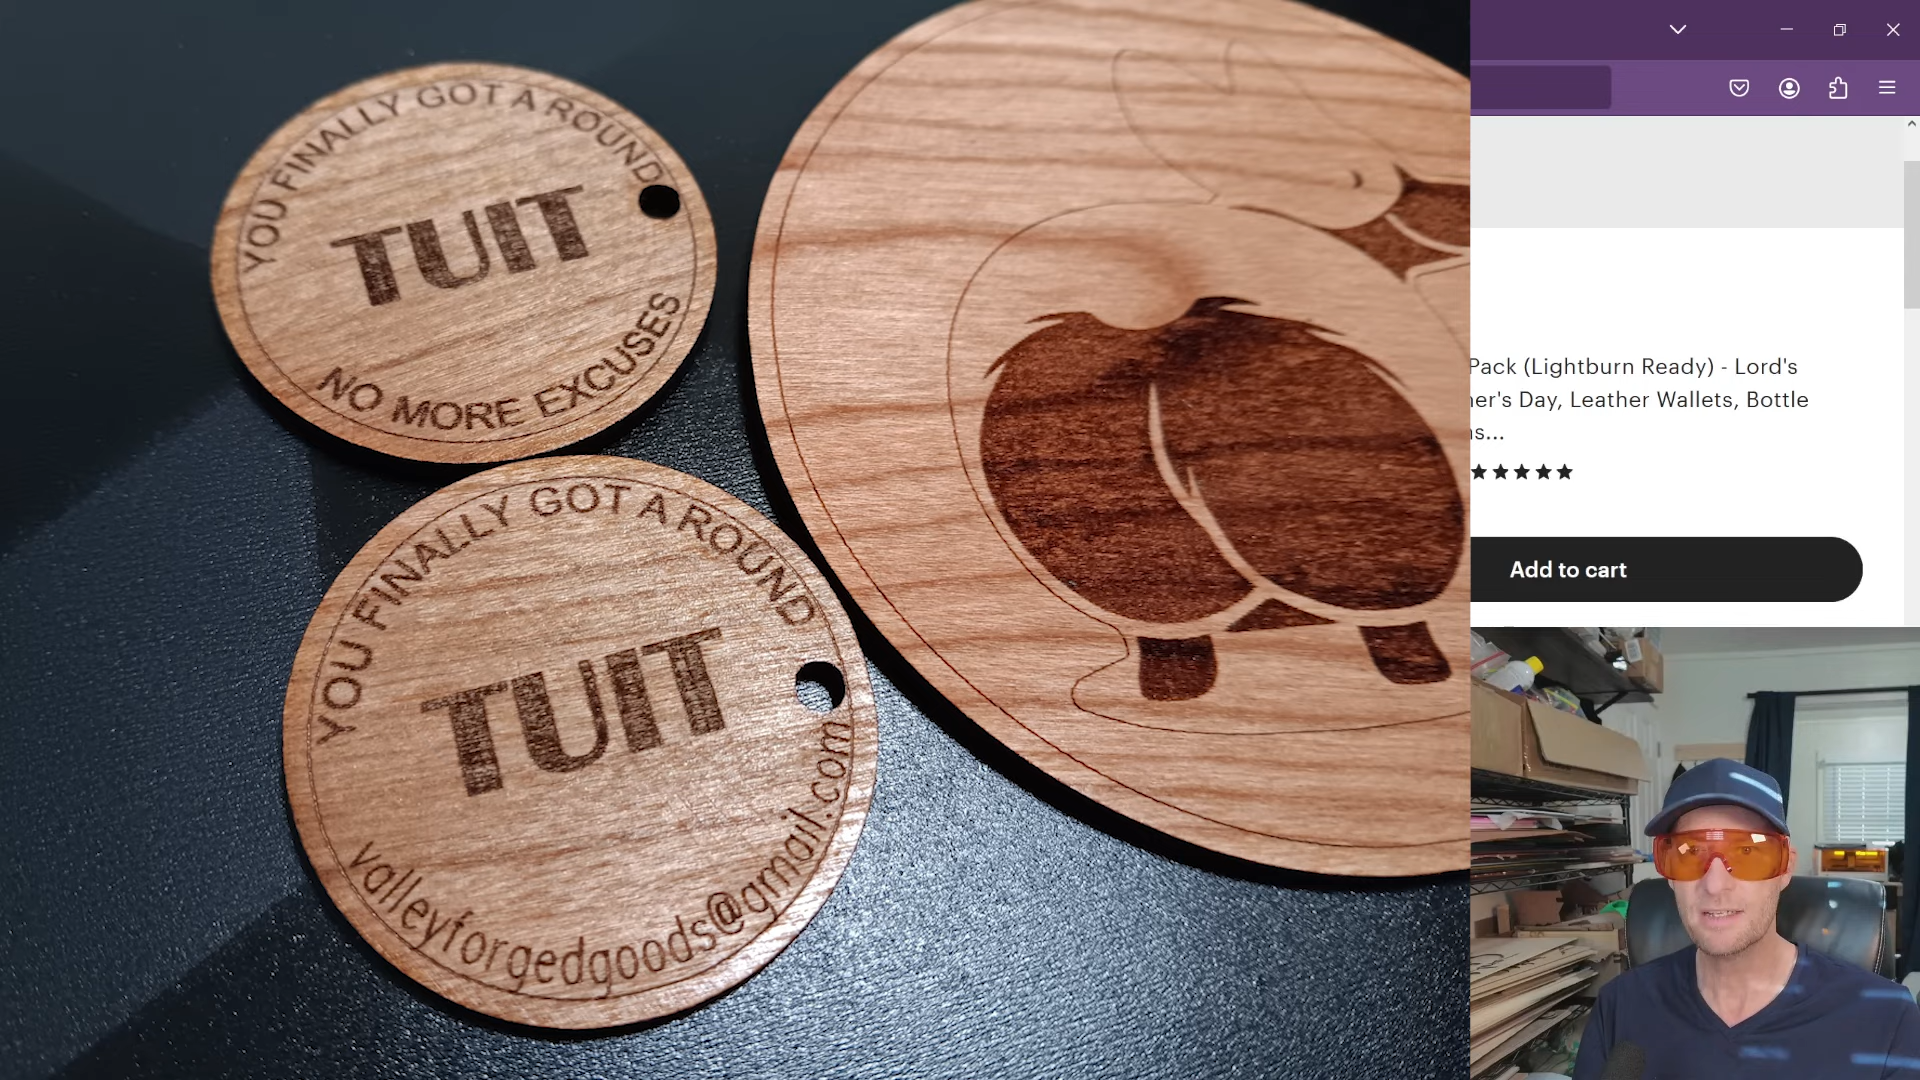 YOU FINALLY GOT A ROUND
TUIT
NO MORE EXCUSES
YOU FINALLY GOT A ROUND
TUIT
valleyforgedgoods@gmail.com
Pack (Lightburn Ready) - Lord's
Day, Leather Wallets, Bottle
Add to cart